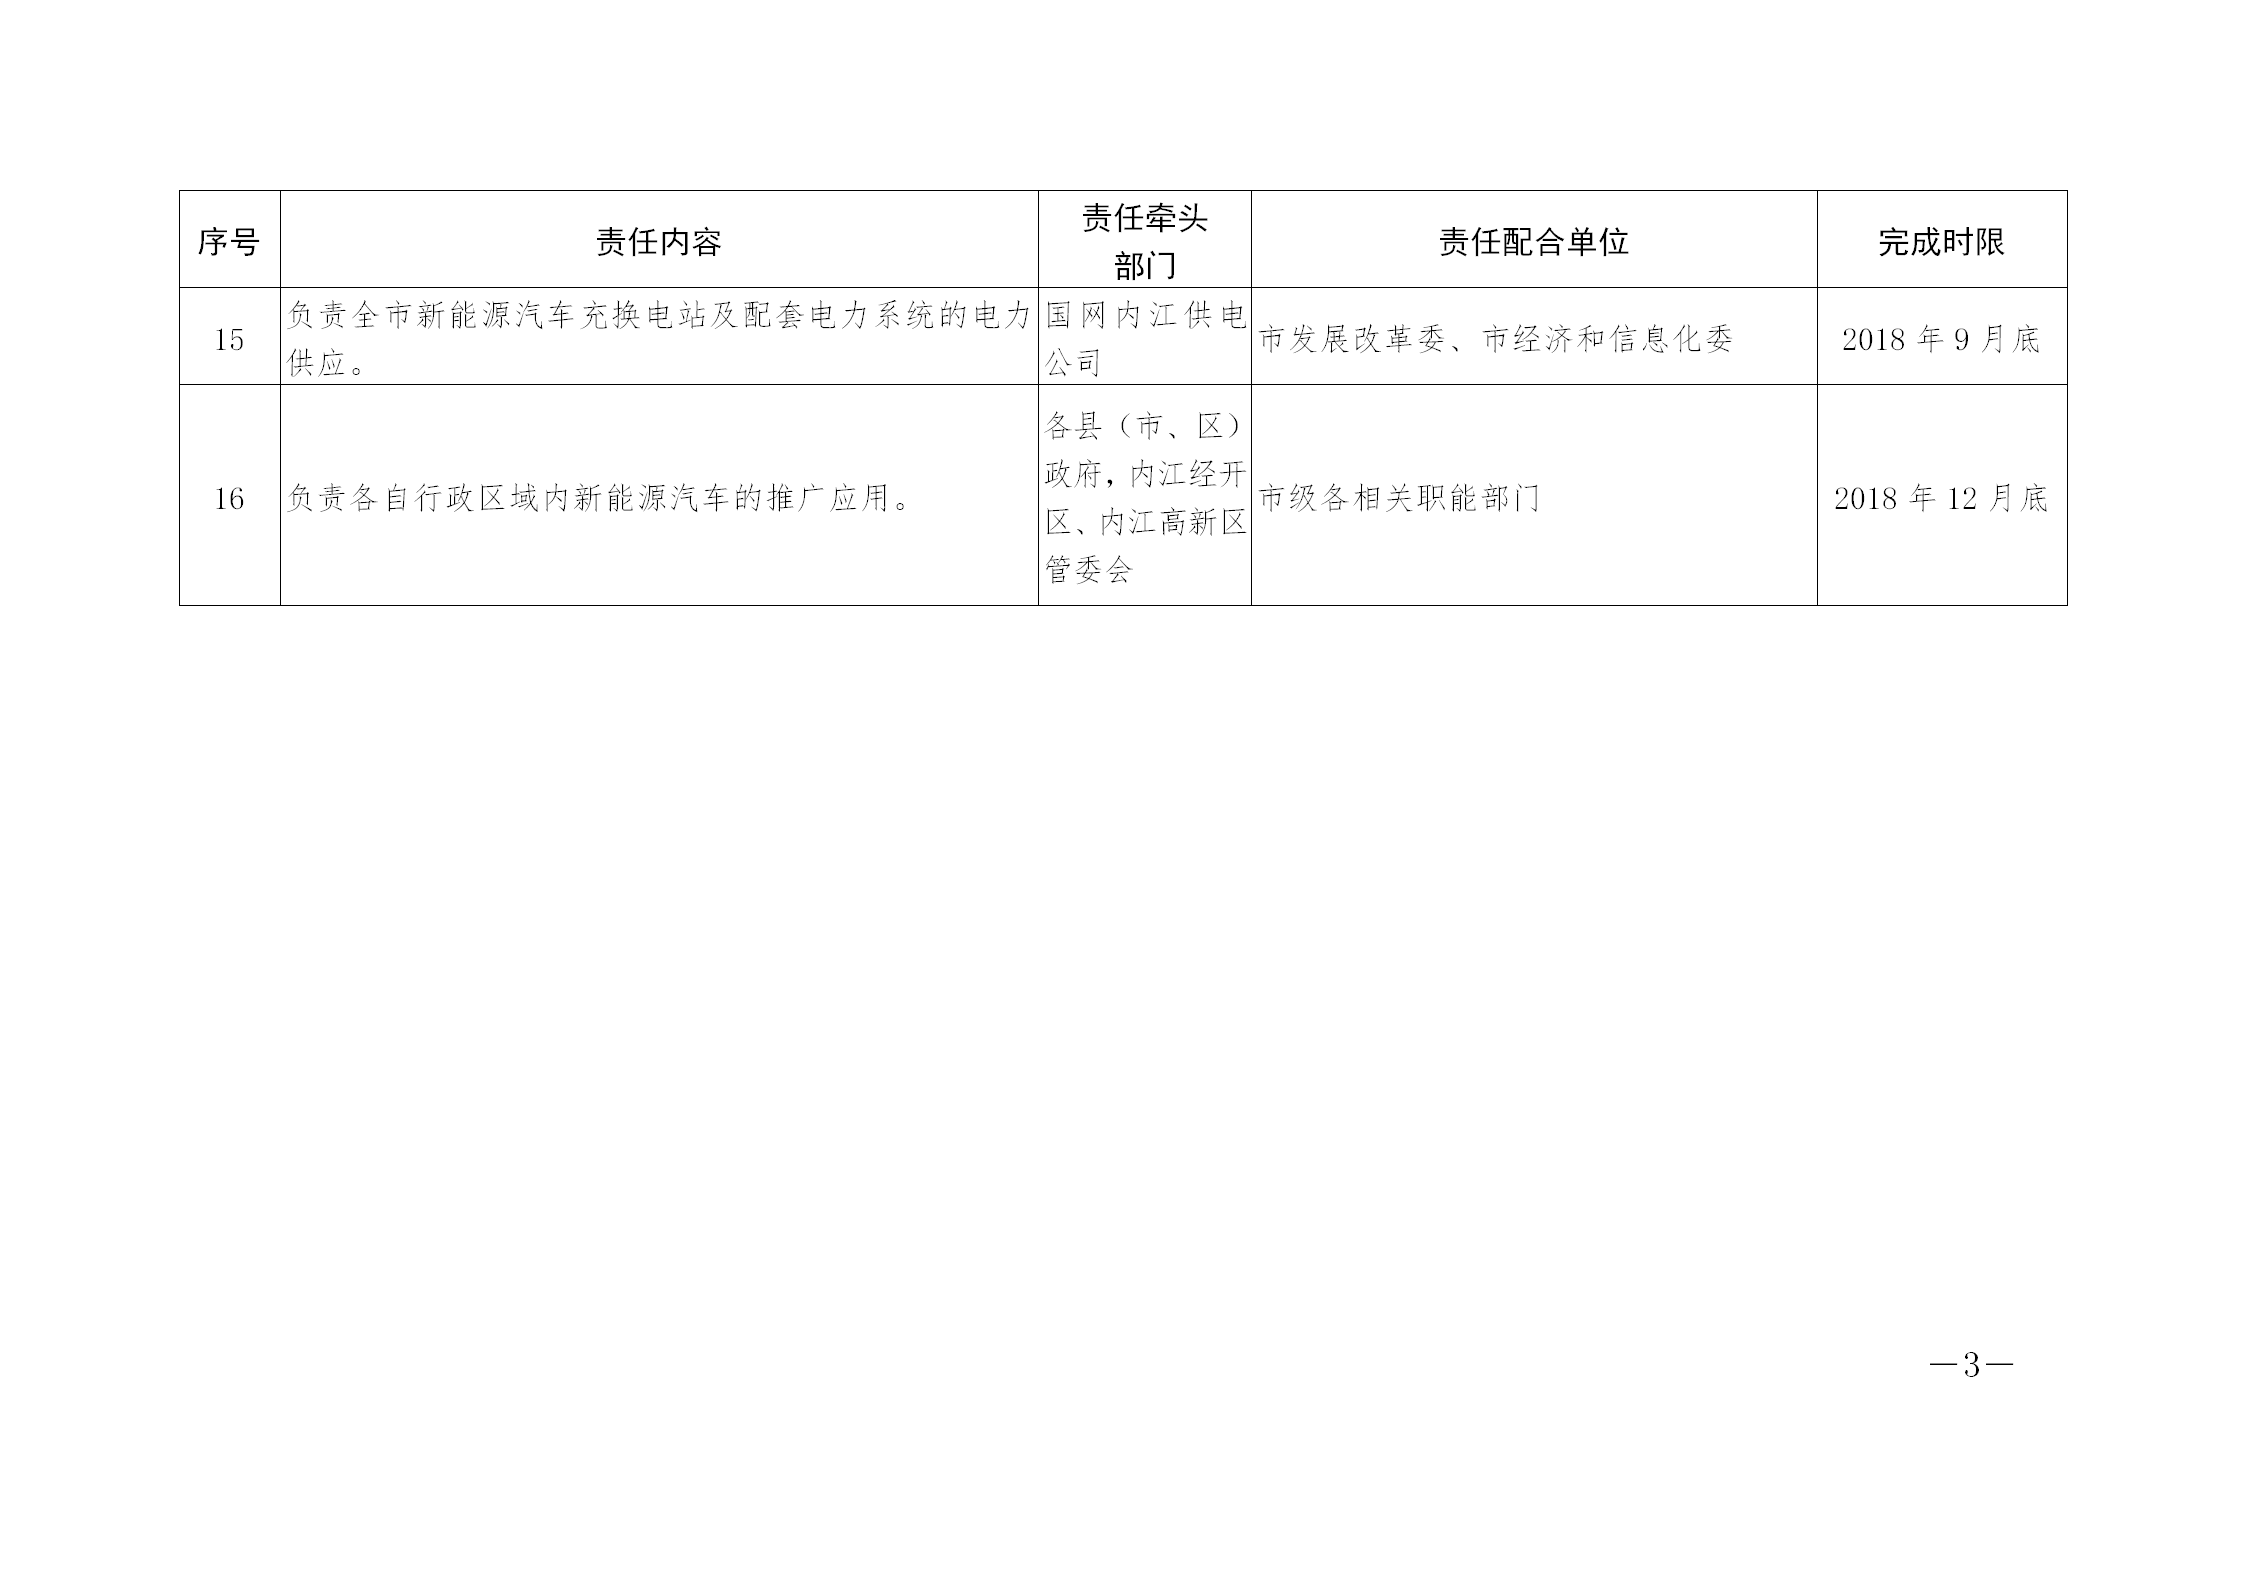 序号
责任内容
责任牵头
部门
责任配合单位
完成时限
15
负责全市新能源汽车充换电站及配套电力系统的电力
供应。
国网内江供电
公司
市发展改革委、市经济和信息化委
2018 年 9 月底
16
负责各自行政区域内新能源汽车的推广应用。
各县（市、区）
政府，内江经开
区、内江高新区
管委会
市级各相关职能部门
2018 年 12 月底
—3—